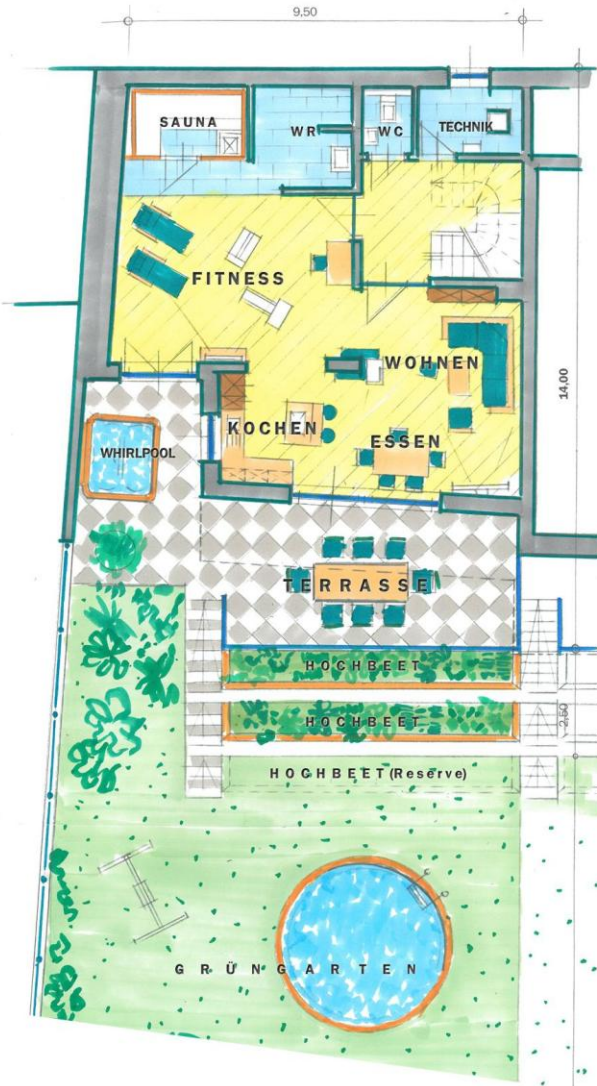 9,50
SAUNA
WR
WC
TECHNIK
FITNESS
WOHNEN
14,00
KOCHEN
ESSEN
WHIRLPOOL
TERRASSE
HOCHBEET
HOCHBEET
2,50
HOCHBEET (Reserve)
GRÜNGARTEN